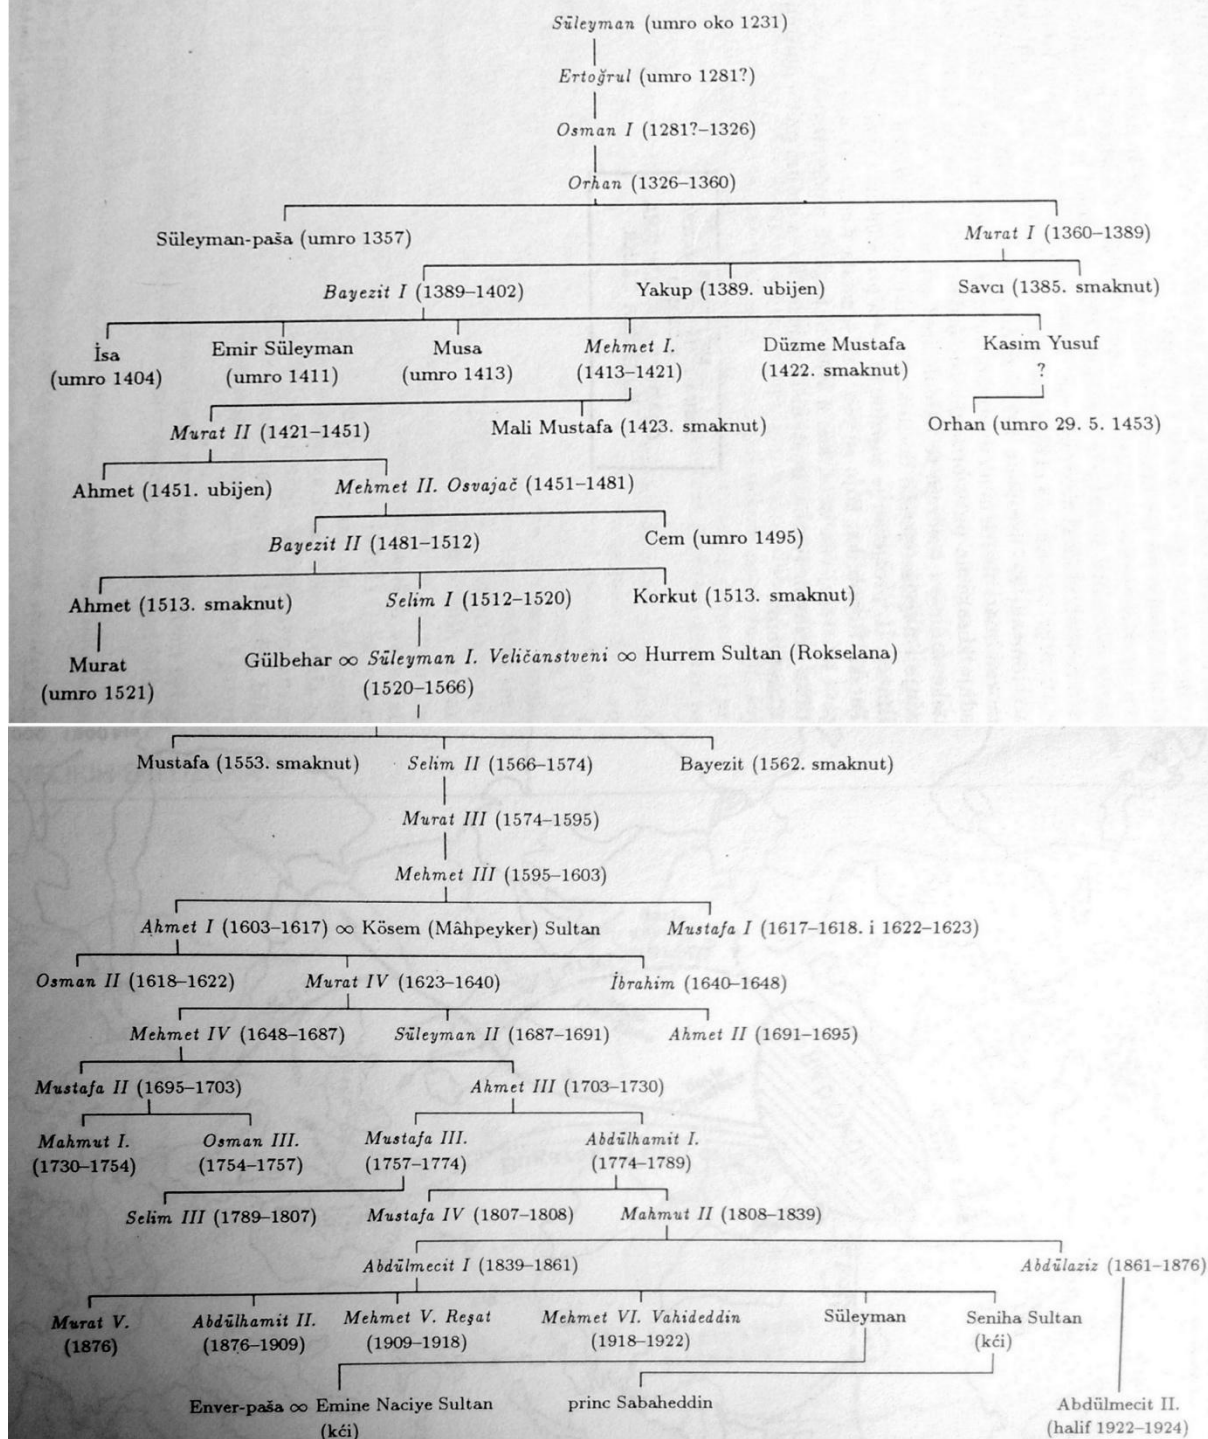 Süleyman (umro oko 1231)
Ertoğrul (umro 1281?)
Osman I (1281?–1326)
Orhan (1326–1360)
Süleyman-paša (umro 1357)
Murat I (1360–1389)
Bayezit I (1389–1402)
Yakup (1389. ubijen)
Savcı (1385. smaknut)
İsa
(umro 1404)
Emir Süleyman
(umro 1411)
Musa
(umro 1413)
Mehmet I.
(1413–1421)
Düzme Mustafa
(1422. smaknut)
Kasim Yusuf
?
Murat II (1421–1451)
Mali Mustafa (1423. smaknut)
Orhan (umro 29. 5. 1453)
Ahmet (1451. ubijen)
Mehmet II. Osvajač (1451–1481)
Bayezit II (1481–1512)
Cem (umro 1495)
Ahmet (1513. smaknut)
Selim I (1512–1520)
Korkut (1513. smaknut)
Murat
(umro 1521)
Gülbehar ∞ Süleyman I. Veličanstveni ∞ Hurrem Sultan (Rokselana)
(1520–1566)
Mustafa (1553. smaknut)
Selim II (1566–1574)
Bayezit (1562. smaknut)
Murat III (1574–1595)
Mehmet III (1595–1603)
Ahmet I (1603–1617) ∞ Kösem (Mâhpeyker) Sultan
Mustafa I (1617–1618. i 1622–1623)
Osman II (1618–1622)
Murat IV (1623–1640)
İbrahim (1640–1648)
Mehmet IV (1648–1687)
Süleyman II (1687–1691)
Ahmet II (1691–1695)
Mustafa II (1695–1703)
Ahmet III (1703–1730)
Mahmut I.
(1730–1754)
Osman III.
(1754–1757)
Mustafa III.
(1757–1774)
Abdülhamit I.
(1774–1789)
Selim III (1789–1807)
Mustafa IV (1807–1808)
Mahmut II (1808–1839)
Abdülmecit I (1839–1861)
Abdülaziz (1861–1876)
Murat V.
(1876)
Abdülhamit II.
(1876–1909)
Mehmet V. Reşat
(1909–1918)
Mehmet VI. Vahideddin
(1918–1922)
Süleyman
Seniha Sultan
(kći)
Enver-paša ∞ Emine Naciye Sultan
(kći)
princ Sabaheddin
Abdülmecit II.
(halif 1922–1924)